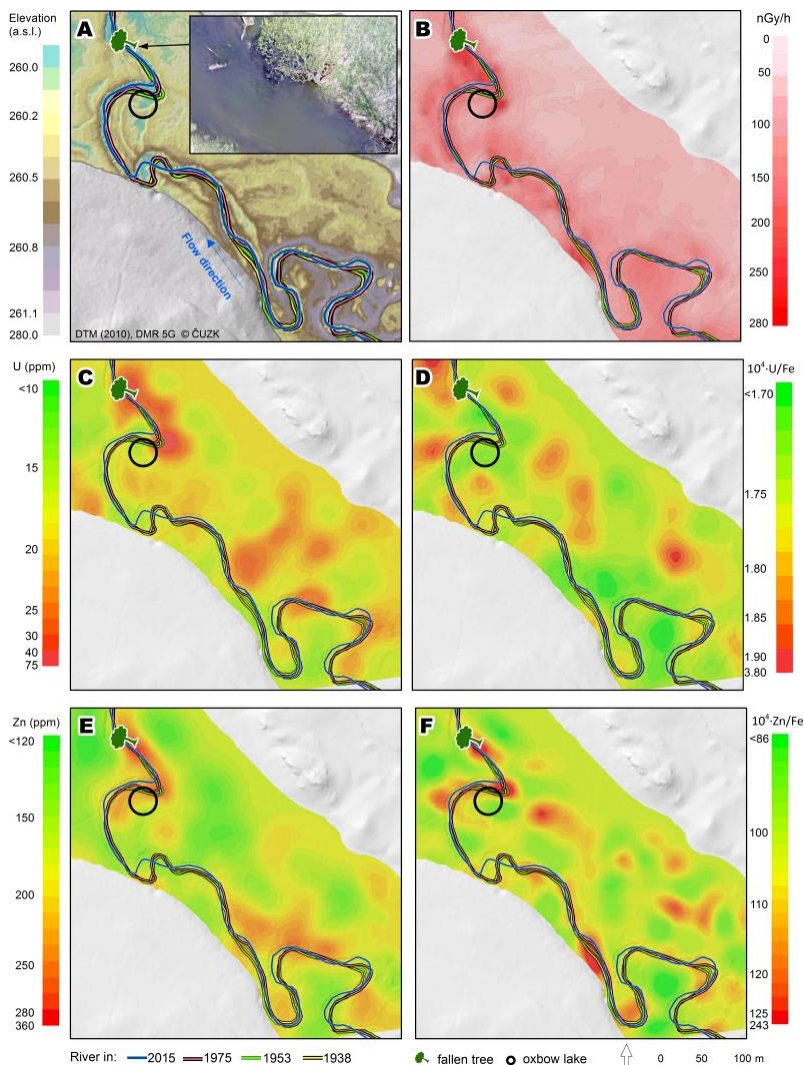 Elevation
(a.s.l.)
260.0
260.2
260.5
260.8
261.1
280.0
A
Flow direction
DTM (2010), DMR 5G © ČUZK
B
nGy/h
0
50
100
150
200
250
280
U (ppm)
<10
15
20
25
30
40
75
C
D
10⁴·U/Fe
<1.70
1.75
1.80
1.85
1.90
3.80
Zn (ppm)
<120
150
200
250
280
360
E
F
10⁴·Zn/Fe
<86
100
110
120
125
243
River in: 2015 1975 1953 1938 fallen tree oxbow lake 0 50 100 m